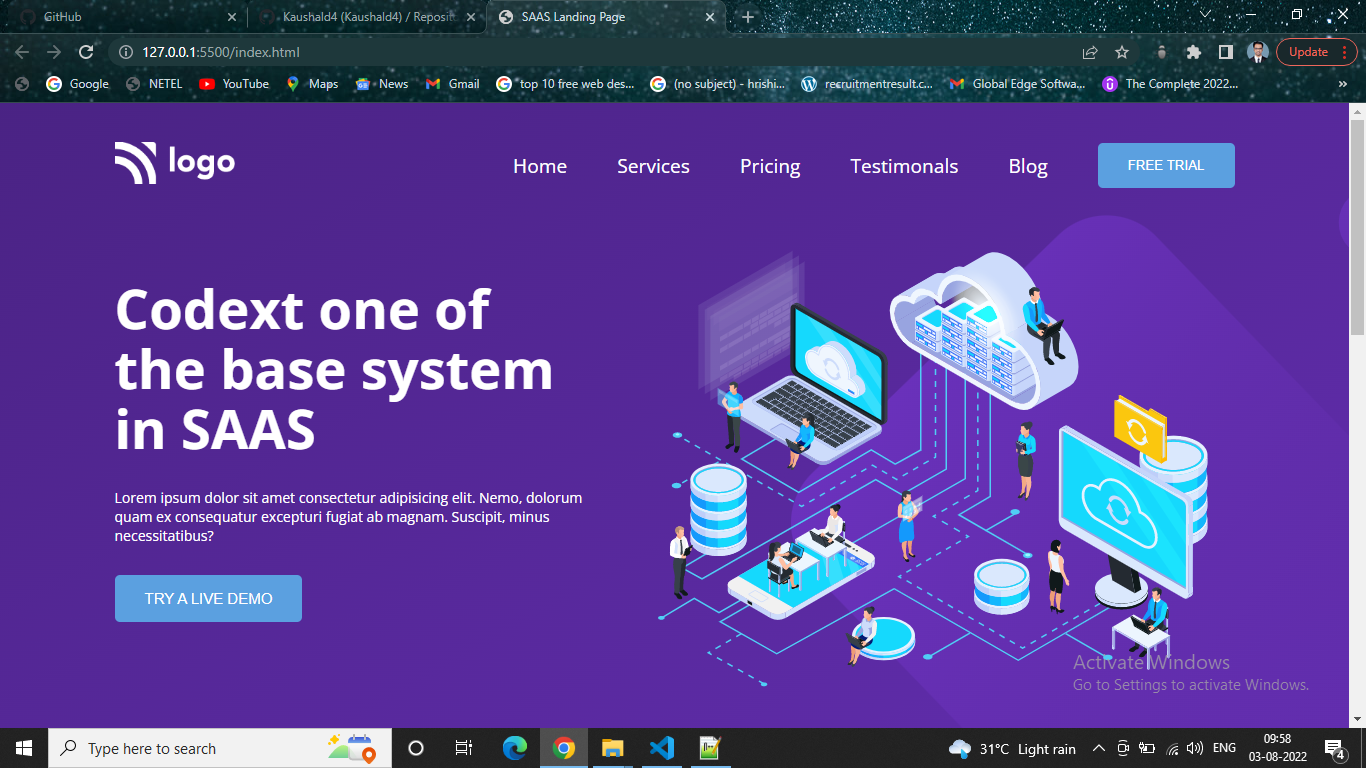 GitHub
Kaushald4 (Kaushald4) / Reposit
SAAS Landing Page
127.0.0.1:5500/index.html
Update
Google
NETEL
YouTube
Maps
News
Gmail
top 10 free web des...
(no subject) - hrishi...
recruitmentresult.c...
Global Edge Softwa...
The Complete 2022...
»
logo
Home
Services
Pricing
Testimonals
Blog
FREE TRIAL
Codext one of
the base system
in SAAS
Lorem ipsum dolor sit amet consectetur adipisicing elit. Nemo, dolorum
quam ex consequatur excepturi fugiat ab magnam. Suscipit, minus
necessitatibus?
TRY A LIVE DEMO
Activate Windows
Go to Settings to activate Windows.
Type here to search
31°C Light rain
ENG
09:58
03-08-2022
4